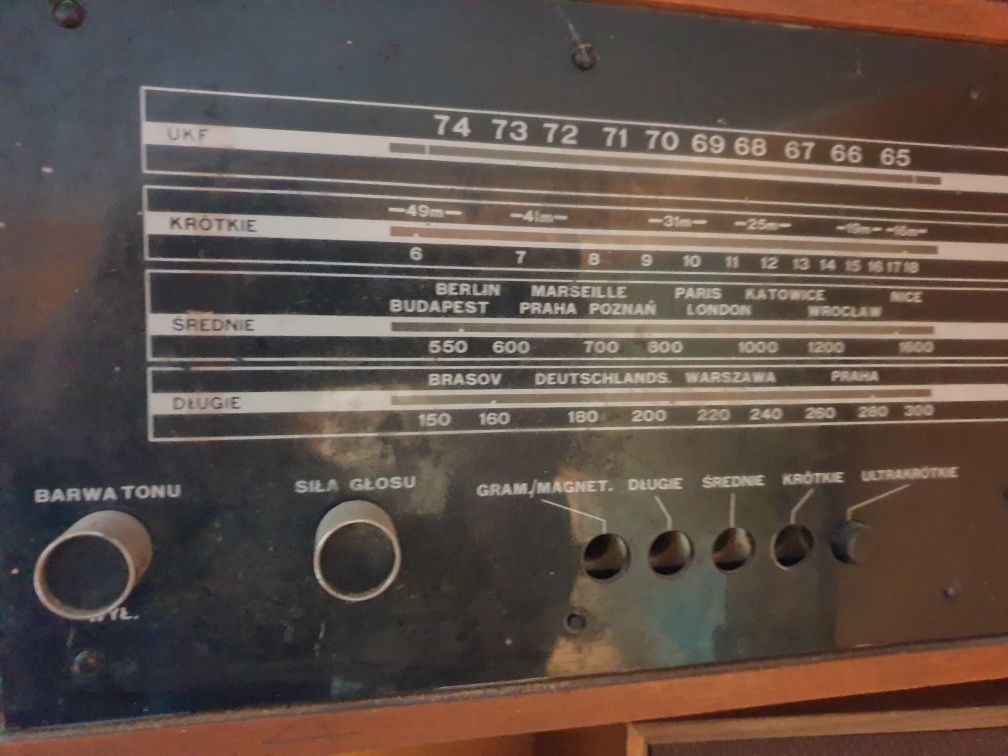 74 73 72 71 70 69 68 67 66 65
UKF
—49m— —41m— —31m— —25m— —19m— —16m—
KRÓTKIE
6 7 8 9 10 11 12 13 14 15 16 17 18
BERLIN MARSEILLE PARIS KATOWICE NICE
BUDAPEST PRAHA POZNAŃ LONDON WROCŁAW
ŚREDNIE
550 600 700 800 1000 1200 1600
BRASOV DEUTSCHLANDS. WARSZAWA PRAHA
DŁUGIE
150 160 180 200 220 240 260 280 300
BARWA TONU SIŁA GŁOSU GRAM./MAGNET. DŁUGIE ŚREDNIE KRÓTKIE ULTRAKRÓTKIE
WYŁ.